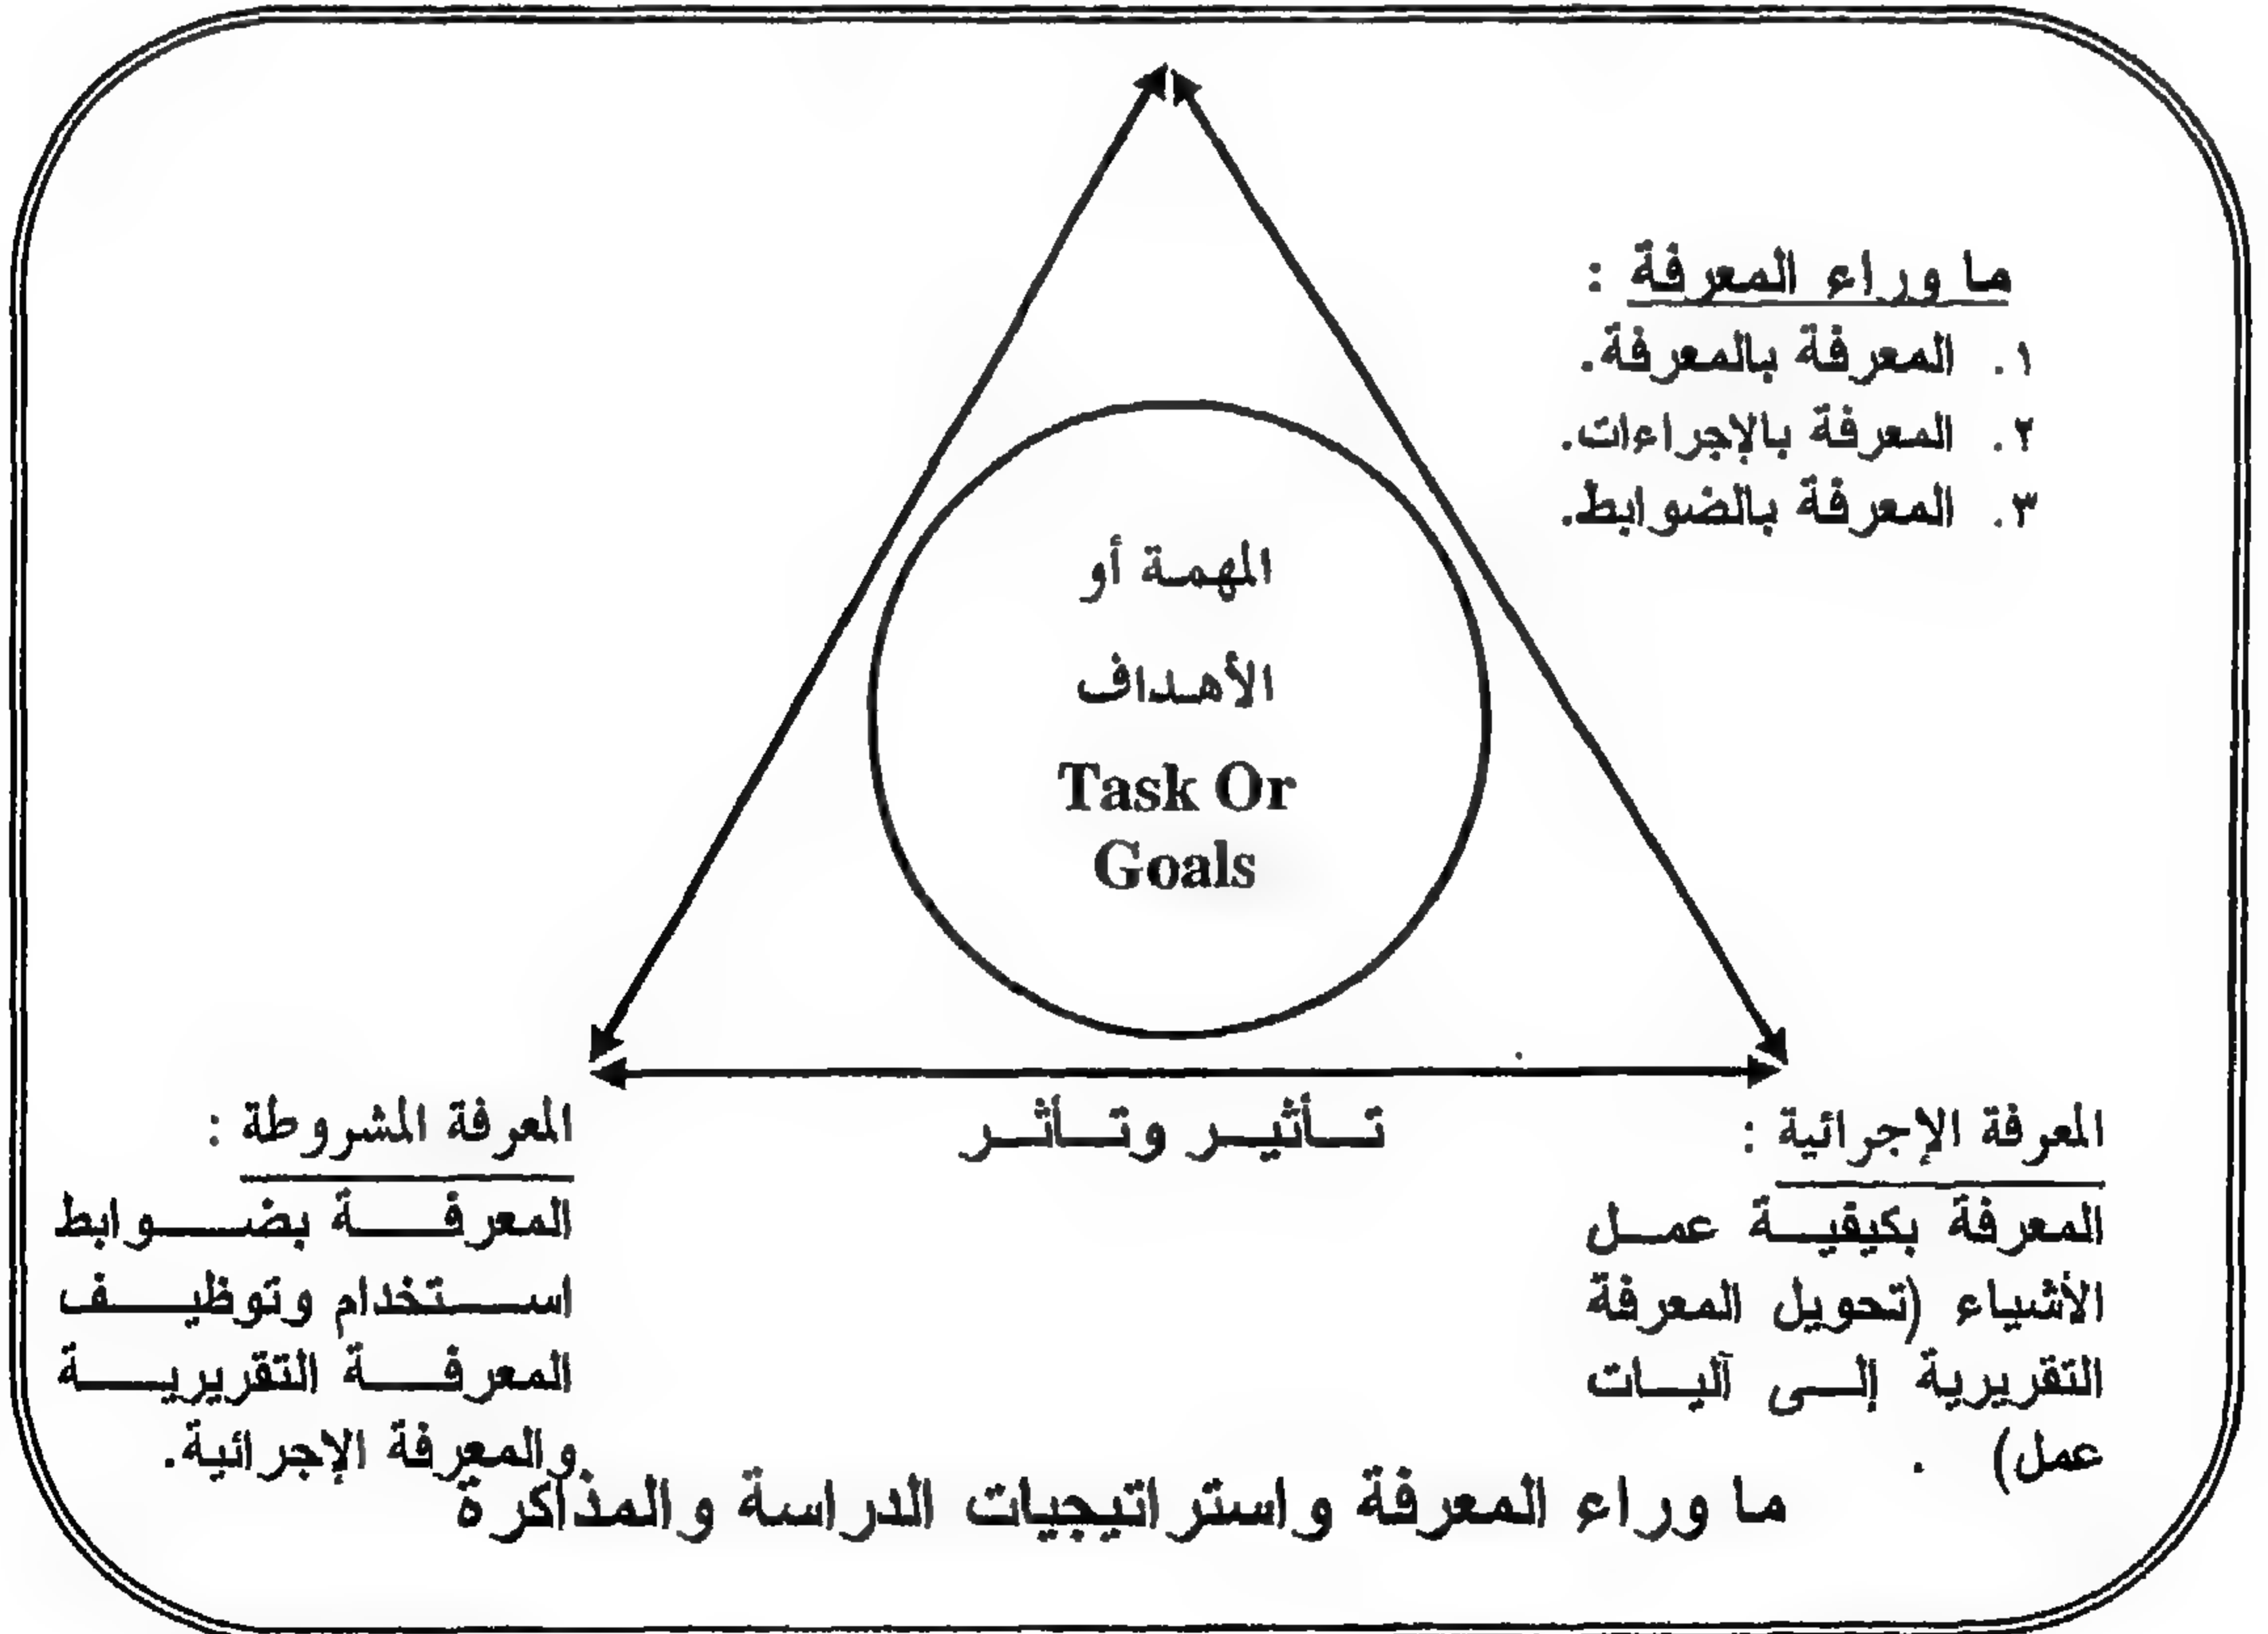 ما وراء المعرفة :
١. المعرفة بالمعرفة.
٢. المعرفة بالإجراءات.
٣. المعرفة بالضوابط.
المهمة أو
الأهداف
Task Or
Goals
تأثير وتأثر
المعرفة الإجرائية :
المعرفة بكيفية عمل
الأشياء (تحويل المعرفة
التقريرية إلى آليات
عمل) .
المعرفة المشروطة :
المعرفة بضوابط
استخدام وتوظيف
المعرفة التقريرية
والمعرفة الإجرائية.
ما وراء المعرفة واستراتيجيات الدراسة والمذاكرة